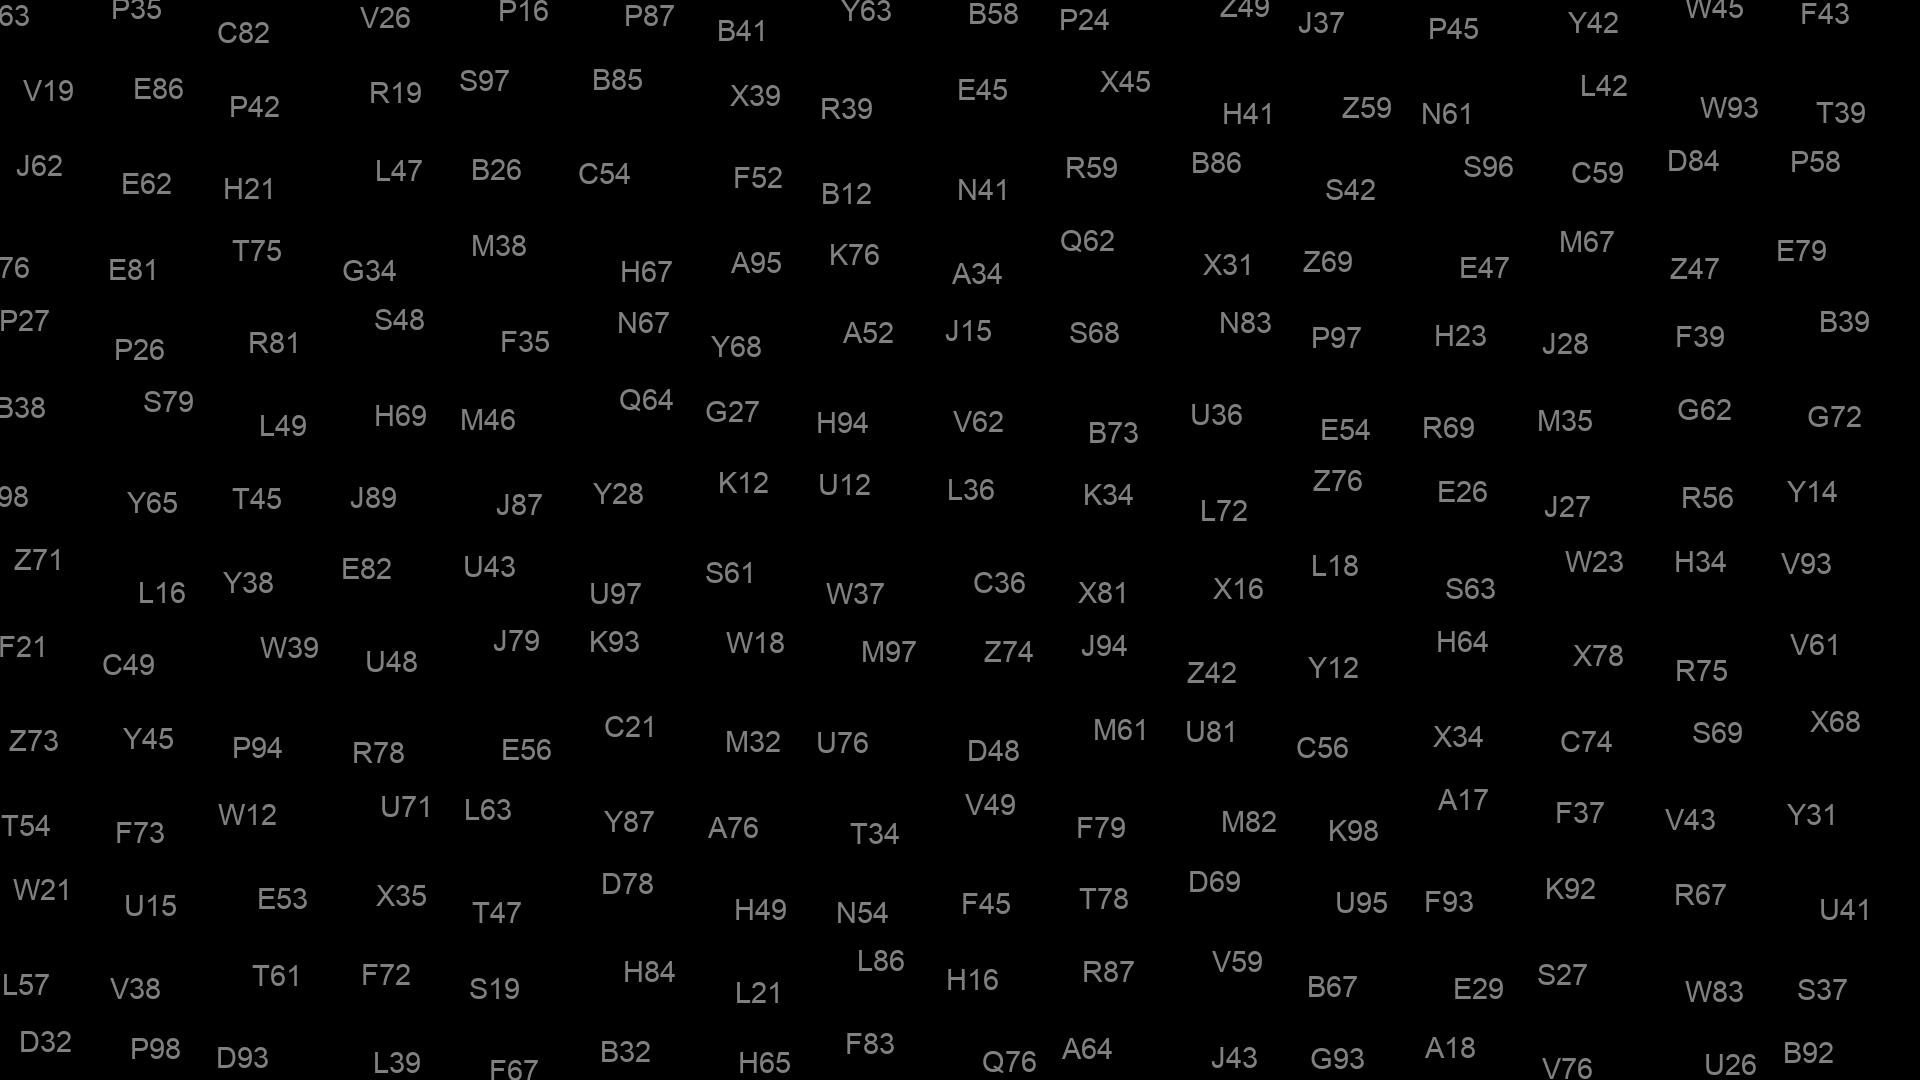 63 P35 C82 V26 P16 P87 B41 Y63 B58 P24 Z49 J37 P45 Y42 W45 F43
V19 E86 P42 R19 S97 B85 X39 R39 E45 X45 H41 Z59 N61 L42 W93 T39
J62 E62 H21 L47 B26 C54 F52 B12 N41 R59 B86 S42 S96 C59 D84 P58
76 E81 T75 G34 M38 H67 A95 K76 A34 Q62 X31 Z69 E47 M67 Z47 E79
P27 P26 R81 S48 F35 N67 Y68 A52 J15 S68 N83 P97 H23 J28 F39 B39
B38 S79 L49 H69 M46 Q64 G27 H94 V62 B73 U36 E54 R69 M35 G62 G72
98 Y65 T45 J89 J87 Y28 K12 U12 L36 K34 L72 Z76 E26 J27 R56 Y14
Z71 L16 Y38 E82 U43 U97 S61 W37 C36 X81 X16 L18 S63 W23 H34 V93
F21 C49 W39 U48 J79 K93 W18 M97 Z74 J94 Z42 Y12 H64 X78 R75 V61
Z73 Y45 P94 R78 E56 C21 M32 U76 D48 M61 U81 C56 X34 C74 S69 X68
T54 F73 W12 U71 L63 Y87 A76 T34 V49 F79 M82 K98 A17 F37 V43 Y31
W21 U15 E53 X35 T47 D78 H49 N54 F45 T78 D69 U95 F93 K92 R67 U41
L57 V38 T61 F72 S19 H84 L21 L86 H16 R87 V59 B67 E29 S27 W83 S37
D32 P98 D93 L39 F67 B32 H65 F83 Q76 A64 J43 G93 A18 V76 U26 B92